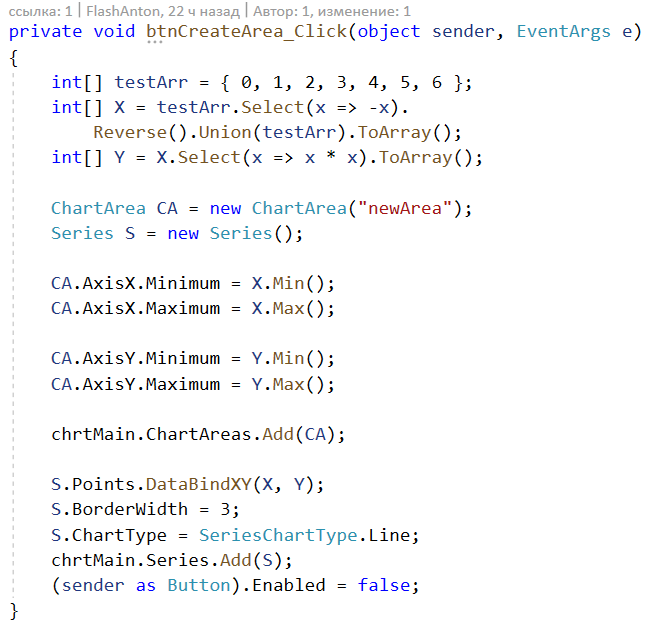 ссылка: 1 | FlashAnton, 22 ч назад | Автор: 1, изменение: 1
private void btnCreateArea_Click(object sender, EventArgs e)
{
    int[] testArr = { 0, 1, 2, 3, 4, 5, 6 };
    int[] X = testArr.Select(x => -x).
        Reverse().Union(testArr).ToArray();
    int[] Y = X.Select(x => x * x).ToArray();

    ChartArea CA = new ChartArea("newArea");
    Series S = new Series();

    CA.AxisX.Minimum = X.Min();
    CA.AxisX.Maximum = X.Max();

    CA.AxisY.Minimum = Y.Min();
    CA.AxisY.Maximum = Y.Max();

    chrtMain.ChartAreas.Add(CA);

    S.Points.DataBindXY(X, Y);
    S.BorderWidth = 3;
    S.ChartType = SeriesChartType.Line;
    chrtMain.Series.Add(S);
    (sender as Button).Enabled = false;
}